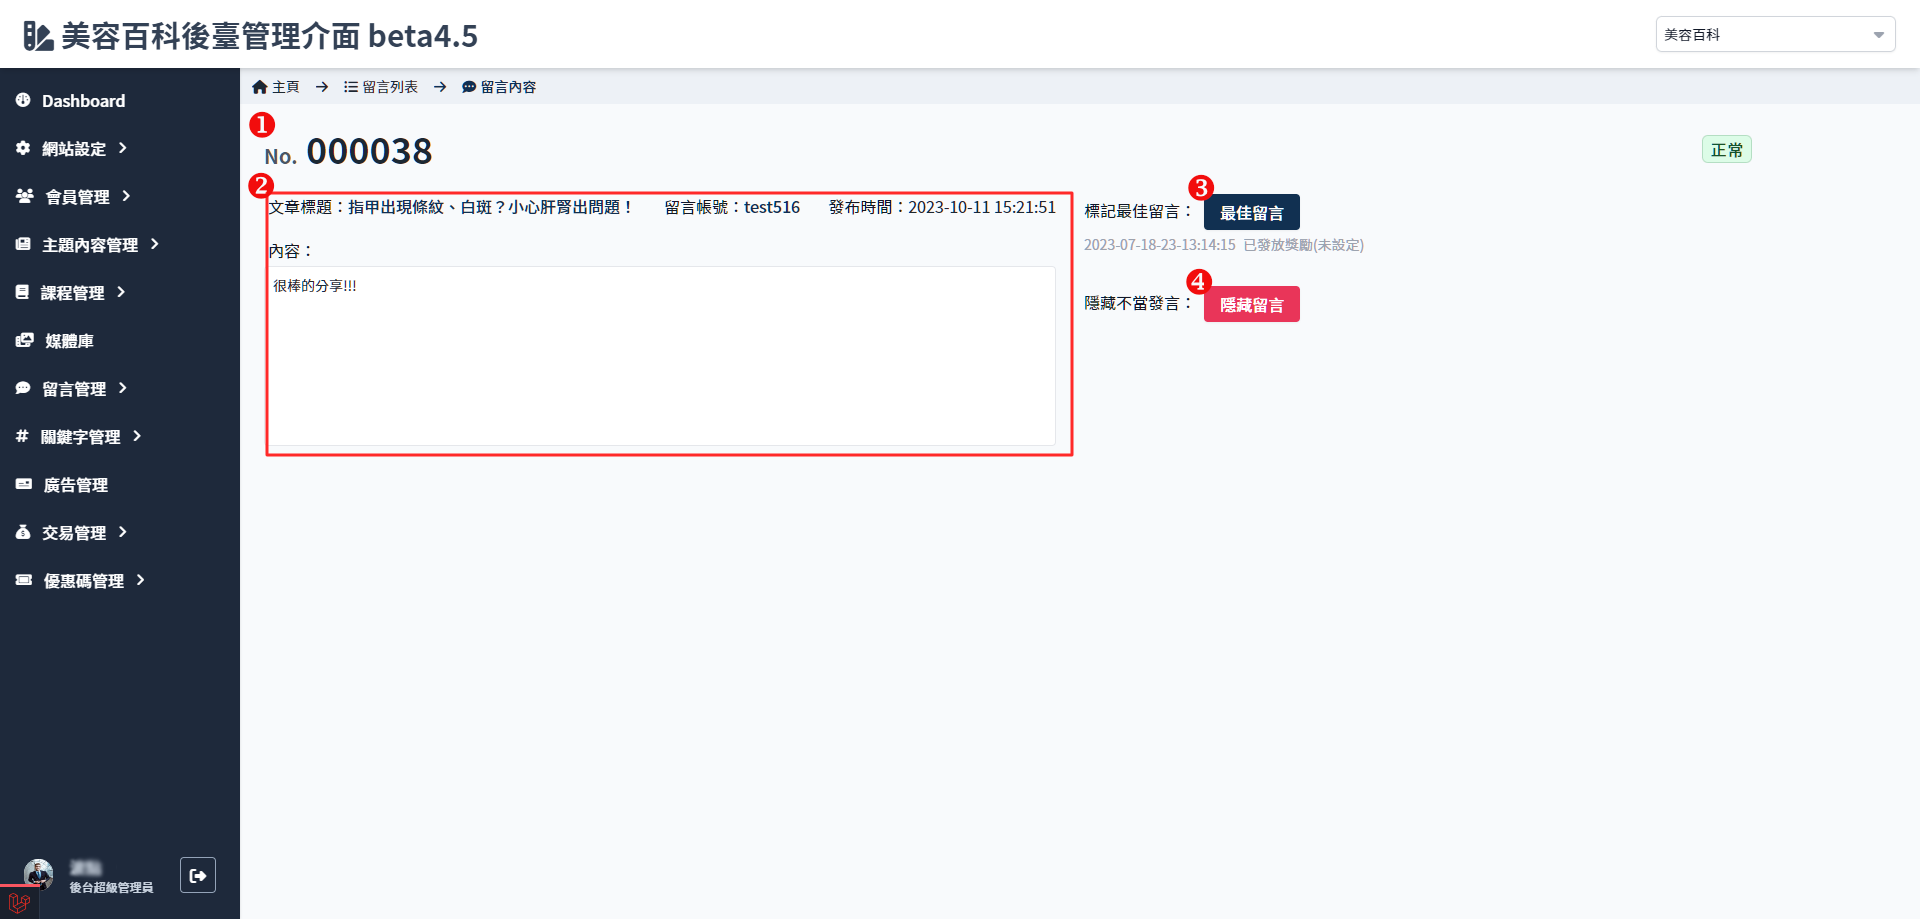 美容百科後臺管理介面 beta4.5
美容百科
Dashboard
網站設定
會員管理
主題內容管理
課程管理
媒體庫
留言管理
關鍵字管理
廣告管理
交易管理
優惠碼管理
後台超級管理員
主頁 → 留言列表 → 留言內容
1
No. 000038
正常
2
文章標題：指甲出現條紋、白斑？小心肝腎出問題！ 留言帳號：test516 發布時間：2023-10-11 15:21:51
內容：
很棒的分享!!!
3
標記最佳留言： 最佳留言
2023-07-18-23-13:14:15 已發放獎勵(未設定)
4
隱藏不當發言： 隱藏留言